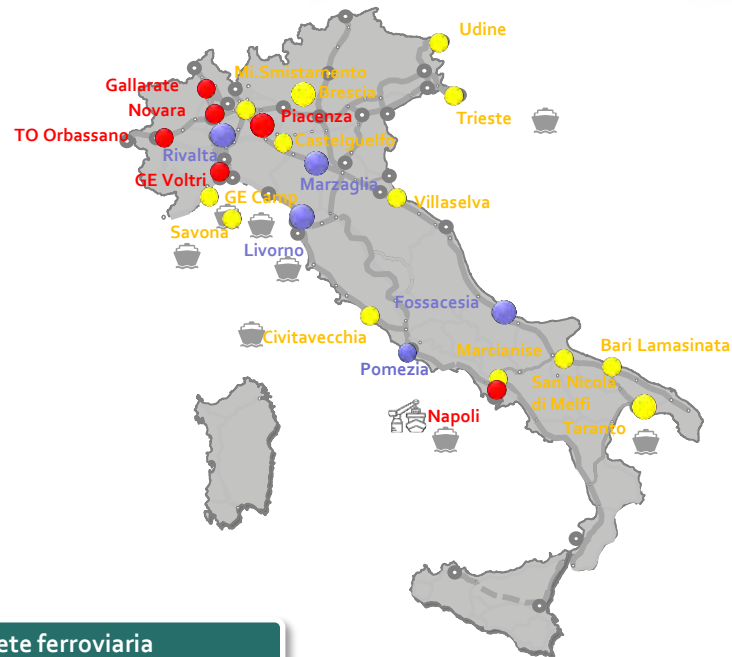 Udine
Mi.Smistamento
Gallarate
Brescia
Novara
Piacenza
Trieste
TO Orbassano
Castelguelfo
Rivalta
GE Voltri
Marzaglia
GE Camp
Villaselva
Savona
Livorno
Fossacesia
Civitavecchia
Marcianise
Bari Lamasinata
Pomezia
San Nicola
di Melfi
Napoli
Taranto
ete ferroviaria